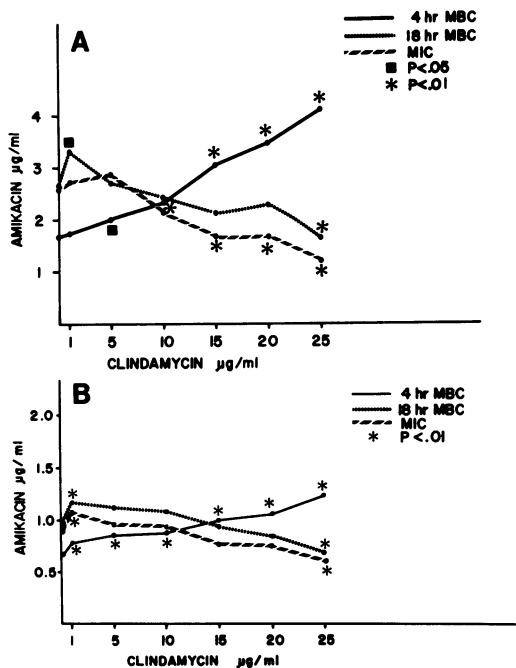 A
4 hr MBC
18 hr MBC
MIC
■ P<.05
* P<.01
4
3
2
1
AMIKACIN µg/ml
1 5 10 15 20 25
CLINDAMYCIN µg/ml
B
4 hr MBC
18 hr MBC
MIC
* P<.01
2.0
1.5
1.0
0.5
AMIKACIN µg/ml
1 5 10 15 20 25
CLINDAMYCIN µg/ml